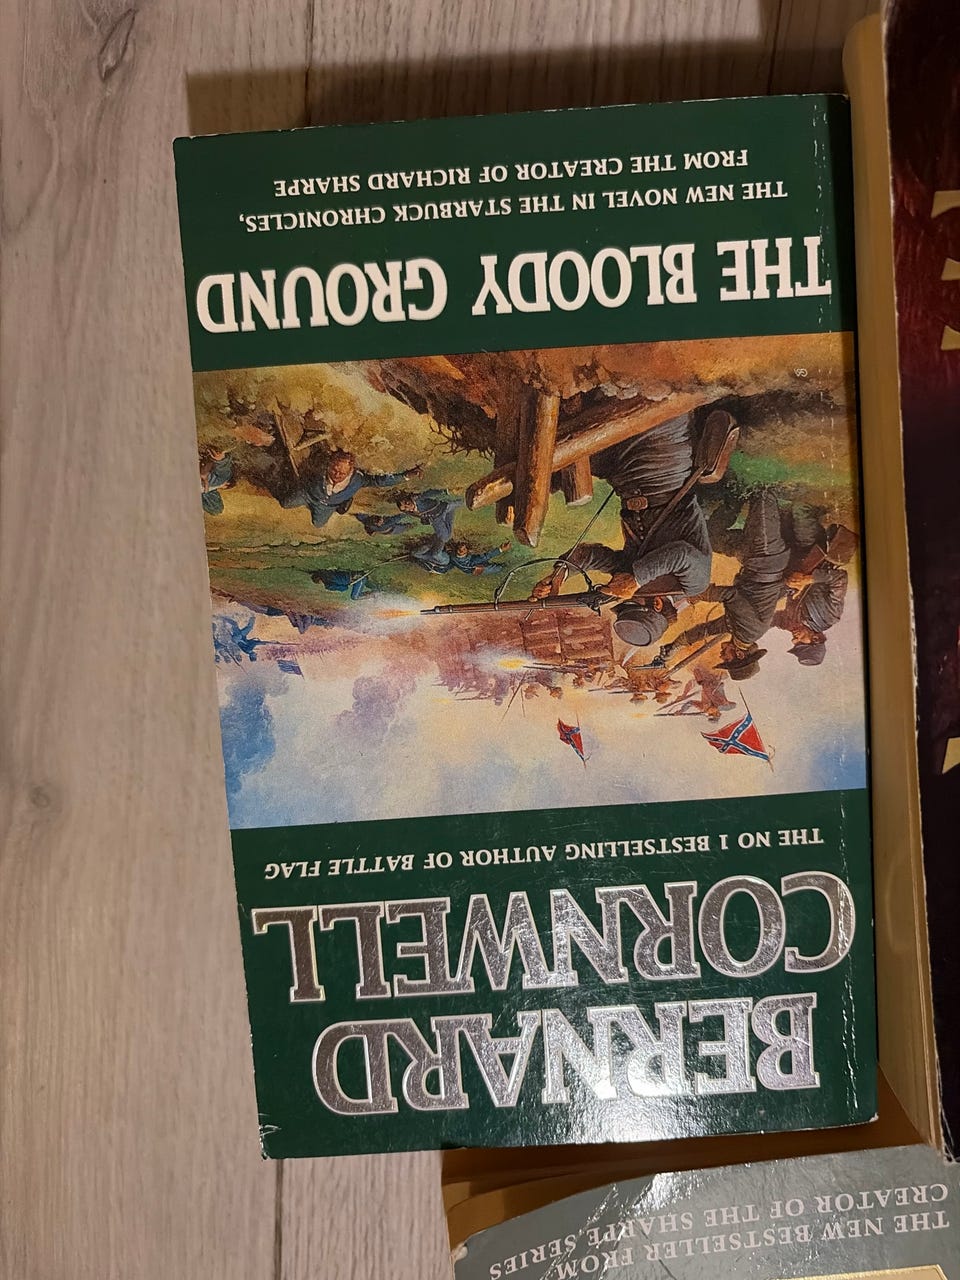 BERNARD
CORNWELL
THE NO 1 BESTSELLING AUTHOR OF BATTLE FLAG
THE BLOODY GROUND
THE NEW NOVEL IN THE STARBUCK CHRONICLES,
FROM THE CREATOR OF RICHARD SHARPE
THE NEW BESTSELLER FROM
CREATOR OF THE SHARPE SERIES